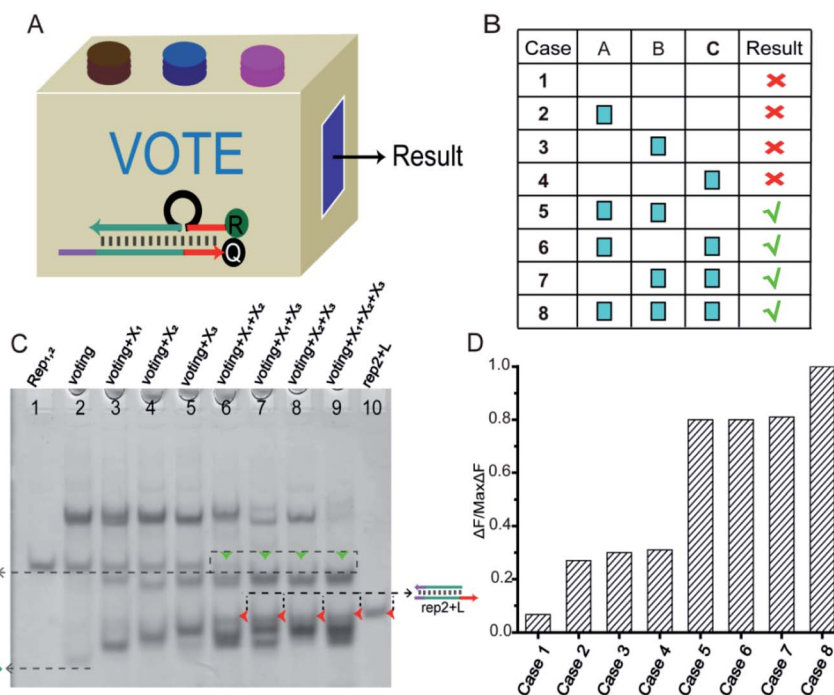 A
VOTE
Result
R
Q
B
Case A B C Result
1
2
3
4
5
6
7
8
C
Rep₁,₂
voting
voting+X₁
voting+X₂
voting+X₃
voting+X₁+X₂
voting+X₁+X₃
voting+X₂+X₃
voting+X₁+X₂+X₃
rep2+L
1 2 3 4 5 6 7 8 9 10
rep2+L
D
ΔF/MaxΔF
1.0
0.8
0.6
0.4
0.2
0.0
Case 1
Case 2
Case 3
Case 4
Case 5
Case 6
Case 7
Case 8